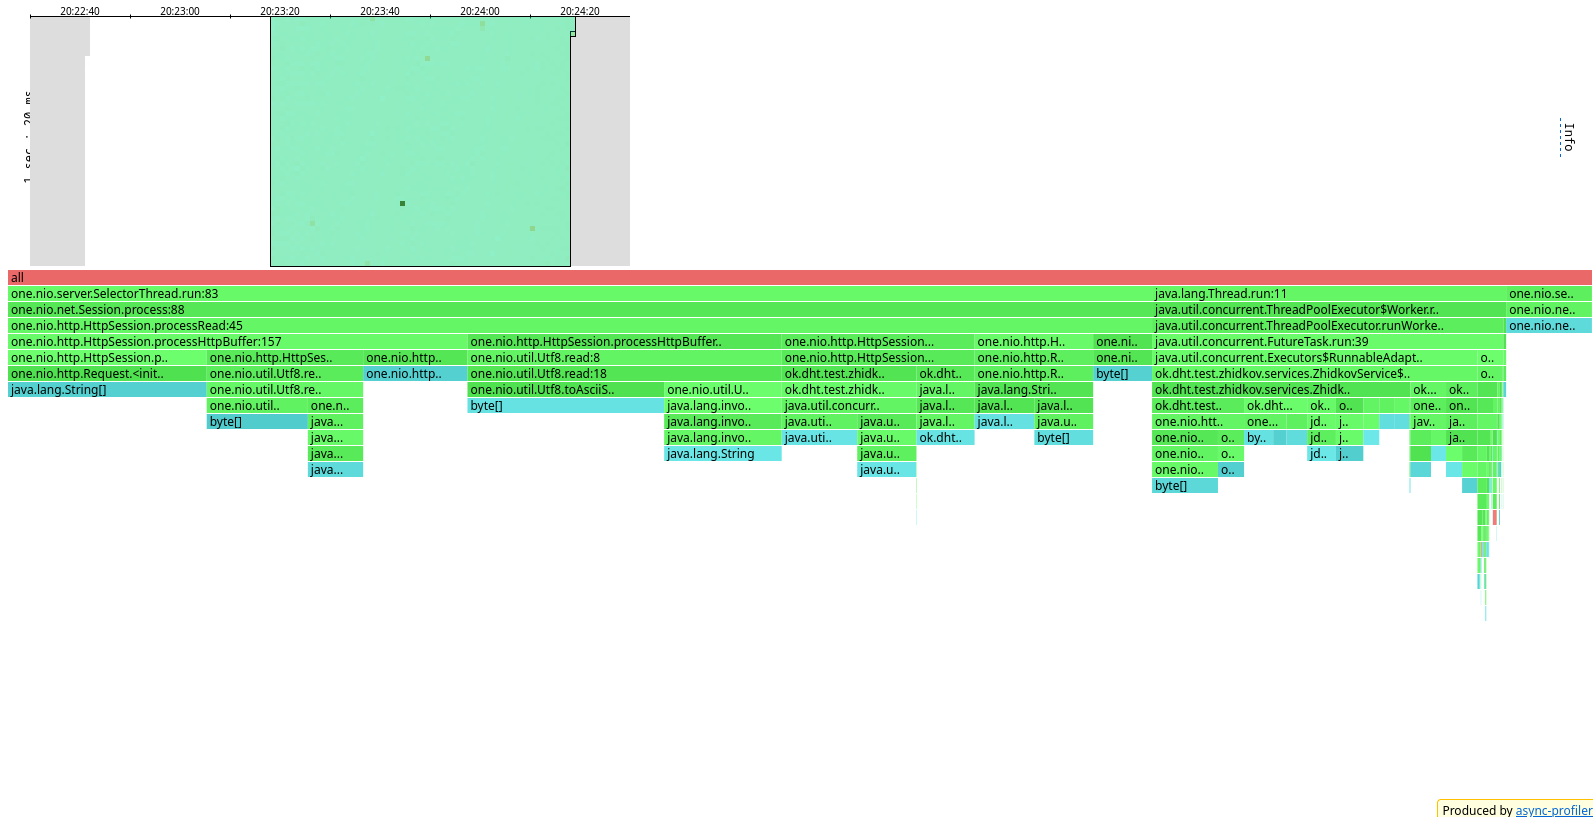 20:22:40 20:23:00 20:23:20 20:23:40 20:24:00 20:24:20
1 sec : 20 ms
Info
all
one.nio.server.SelectorThread.run:83 java.lang.Thread.run:11 one.nio.se..
one.nio.net.Session.process:88 java.util.concurrent.ThreadPoolExecutor$Worker.r.. one.nio.ne..
one.nio.http.HttpSession.processRead:45 java.util.concurrent.ThreadPoolExecutor.runWorke.. one.nio.ne..
one.nio.http.HttpSession.processHttpBuffer:157 one.nio.http.HttpSession.processHttpBuffer.. one.nio.http.HttpSession... one.nio.http.H.. one.ni.. java.util.concurrent.FutureTask.run:39
one.nio.http.HttpSession.p.. one.nio.http.HttpSes.. one.nio.http.. one.nio.util.Utf8.read:8 one.nio.http.HttpSession... one.nio.http.R.. one.ni.. java.util.concurrent.Executors$RunnableAdapt.. o..
one.nio.http.Request.<init.. one.nio.util.Utf8.re.. one.nio.http.. one.nio.util.Utf8.read:18 ok.dht.test.zhidk.. ok.dht.. one.nio.http.R.. byte[] ok.dht.test.zhidkov.services.ZhidkovService$.. o..
java.lang.String[] one.nio.util.Utf8.re.. one.nio.util.Utf8.toAsciiS.. one.nio.util.U.. ok.dht.test.zhidk.. java.l.. java.lang.Stri.. ok.dht.test.zhidkov.services.Zhidk.. ok... ok..
one.nio.util.. one.n.. byte[] java.lang.invo.. java.util.concurr.. java.l.. java.l.. java.l.. ok.dht.test.. ok.dht... ok.. o.. one.. on..
byte[] java... java.lang.invo.. java.uti.. java.u.. java.l.. java.l.. java.u.. one.nio.htt.. one... jd.. j.. jav.. ja..
java... java.lang.invo.. java.uti.. java.u.. ok.dht.. byte[] one.nio.. o.. by.. jd.. j.. ja..
java... java.lang.String java.u.. one.nio.. o.. jd.. j..
java... java.u.. one.nio.. o..
byte[]
Produced by async-profiler